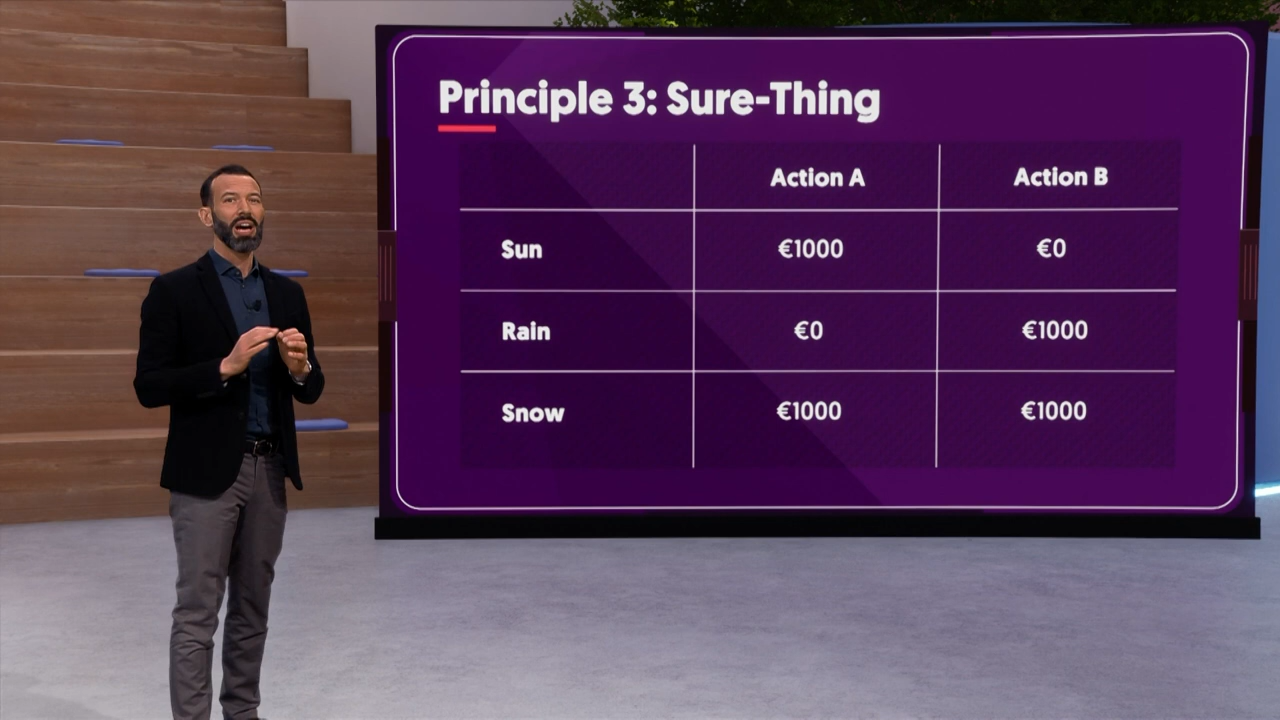 Principle 3: Sure-Thing
Action A Action B
Sun €1000 €0
Rain €0 €1000
Snow €1000 €1000